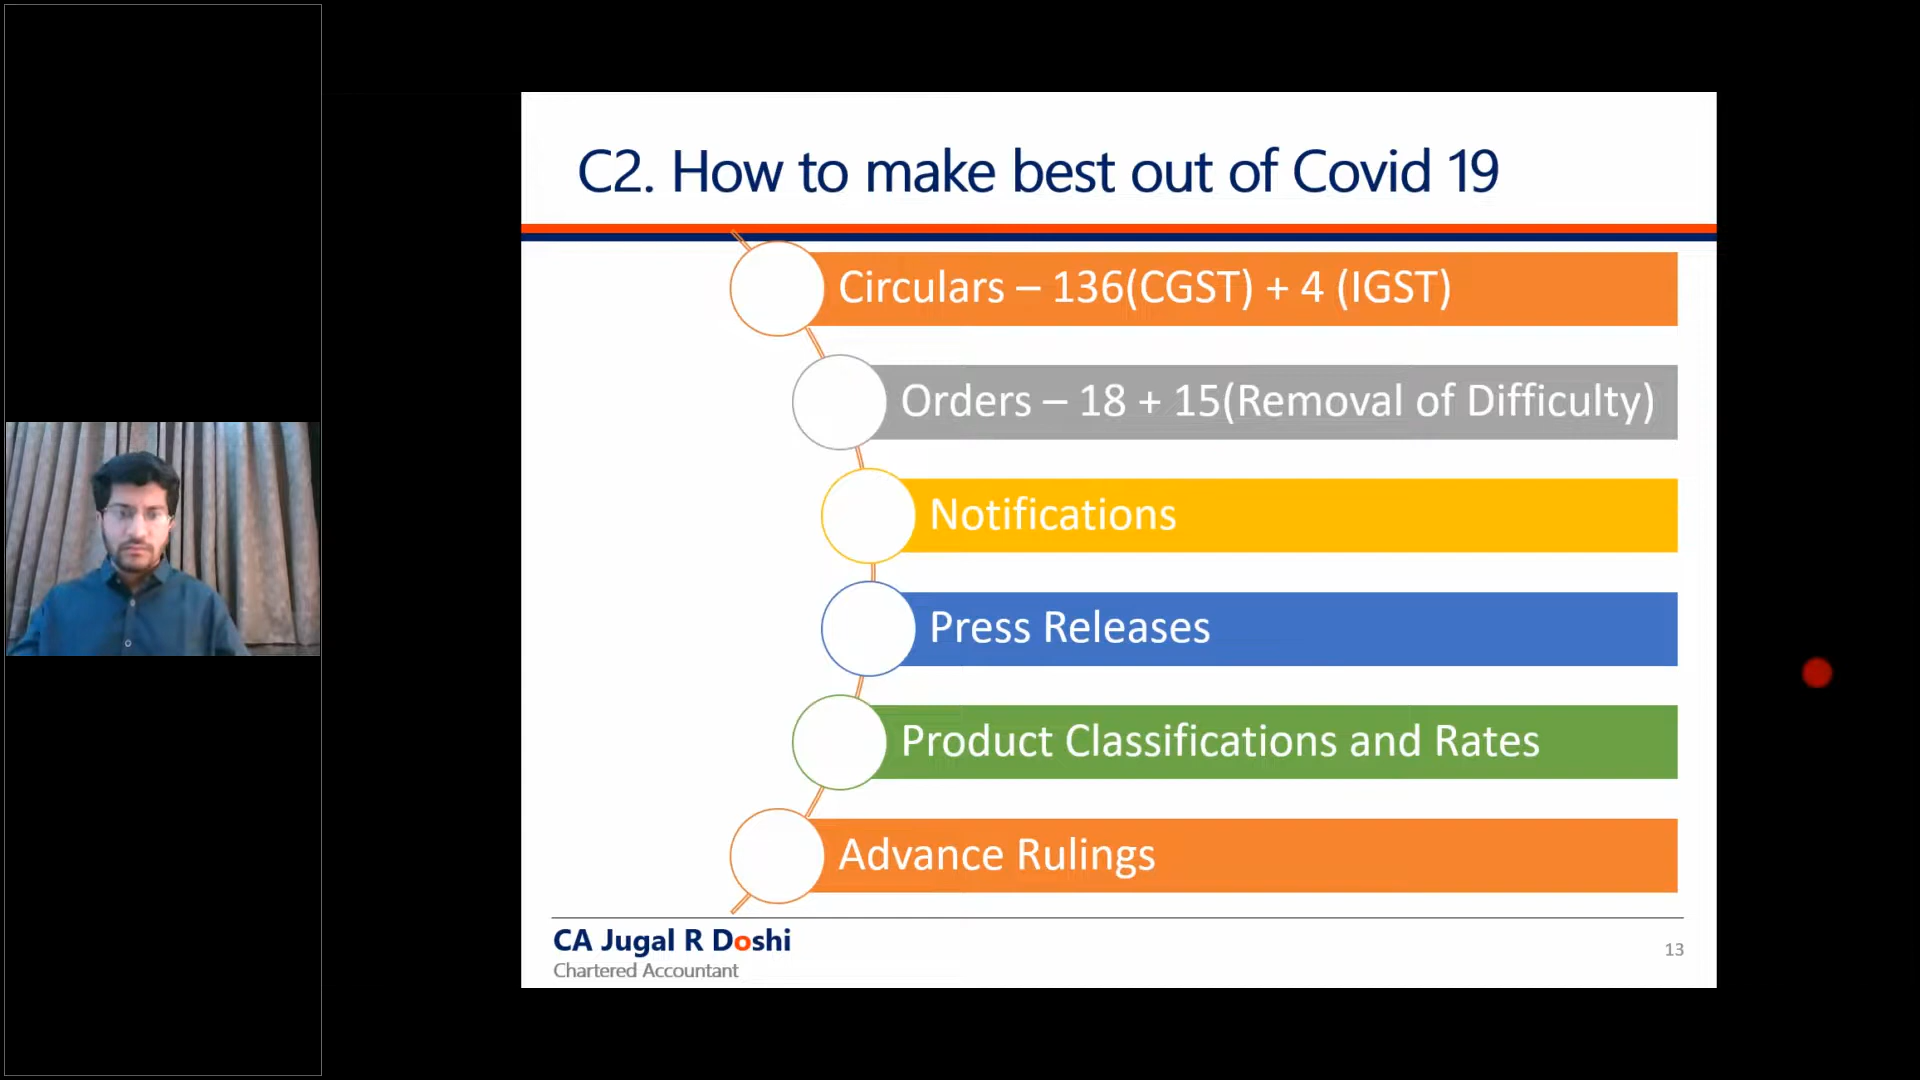 C2. How to make best out of Covid 19
Circulars – 136(CGST) + 4 (IGST)
Orders – 18 + 15(Removal of Difficulty)
Notifications
Press Releases
Product Classifications and Rates
Advance Rulings
CA Jugal R Doshi
Chartered Accountant
13